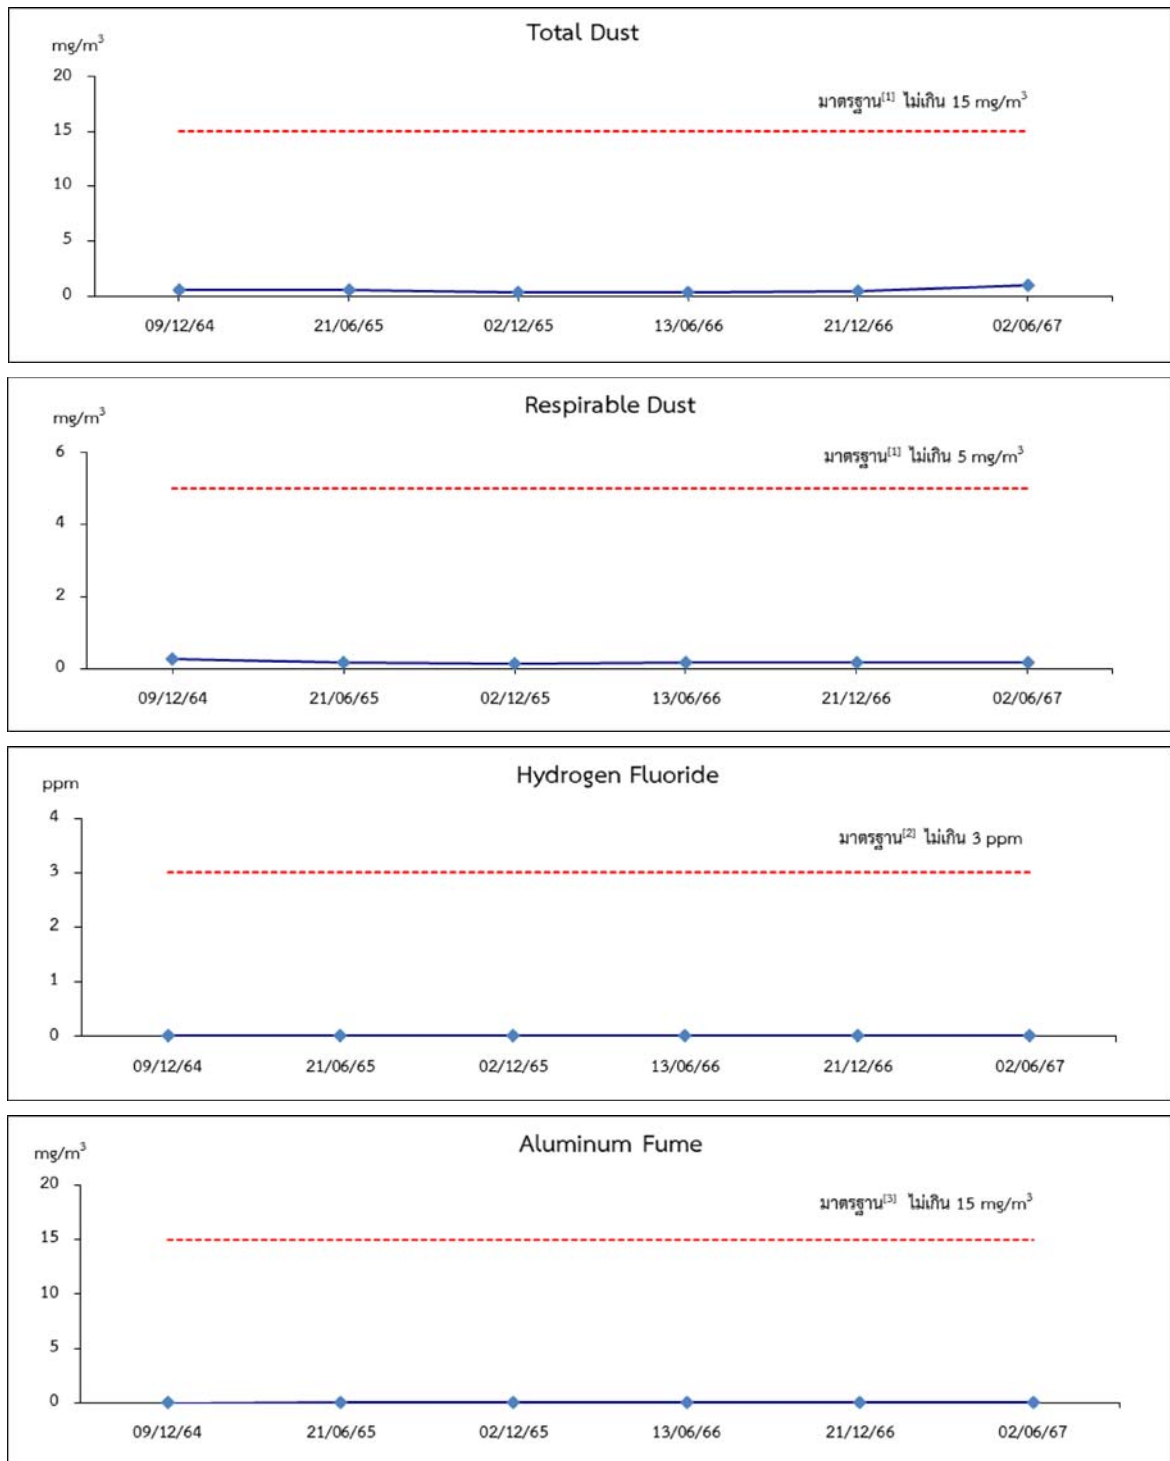 Total Dust
mg/m³
มาตรฐาน[1] ไม่เกิน 15 mg/m³
20
15
10
5
0
09/12/64 21/06/65 02/12/65 13/06/66 21/12/66 02/06/67
Respirable Dust
mg/m³
มาตรฐาน[1] ไม่เกิน 5 mg/m³
6
4
2
0
09/12/64 21/06/65 02/12/65 13/06/66 21/12/66 02/06/67
Hydrogen Fluoride
ppm
มาตรฐาน[2] ไม่เกิน 3 ppm
4
3
2
1
0
09/12/64 21/06/65 02/12/65 13/06/66 21/12/66 02/06/67
Aluminum Fume
mg/m³
มาตรฐาน[3] ไม่เกิน 15 mg/m³
20
15
10
5
0
09/12/64 21/06/65 02/12/65 13/06/66 21/12/66 02/06/67